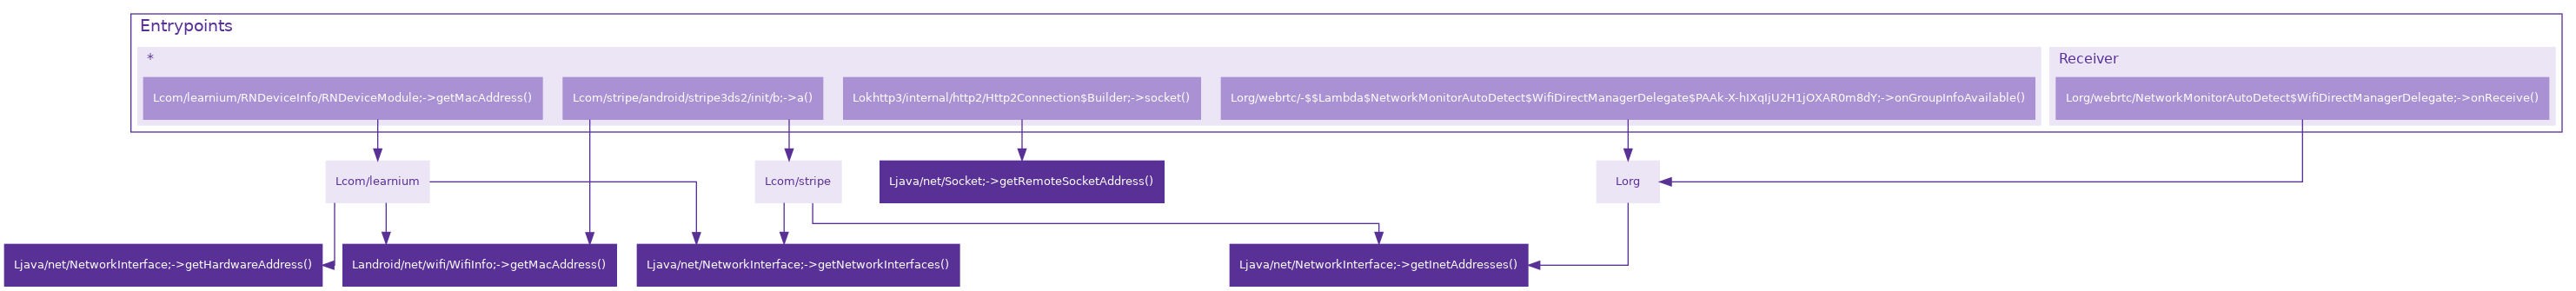 Entrypoints
*
Receiver
Lcom/learnium/RNDeviceInfo/RNDeviceModule;->getMacAddress()
Lcom/stripe/android/stripe3ds2/init/b;->a()
Lokhttp3/internal/http2/Http2Connection$Builder;->socket()
Lorg/webrtc/-$$Lambda$NetworkMonitorAutoDetect$WifiDirectManagerDelegate$PAAk-X-hIXqIjU2H1jOXAR0m8dY;->onGroupInfoAvailable()
Lorg/webrtc/NetworkMonitorAutoDetect$WifiDirectManagerDelegate;->onReceive()
Lcom/learnium
Lcom/stripe
Ljava/net/Socket;->getRemoteSocketAddress()
Lorg
Ljava/net/NetworkInterface;->getHardwareAddress()
Landroid/net/wifi/WifiInfo;->getMacAddress()
Ljava/net/NetworkInterface;->getNetworkInterfaces()
Ljava/net/NetworkInterface;->getInetAddresses()